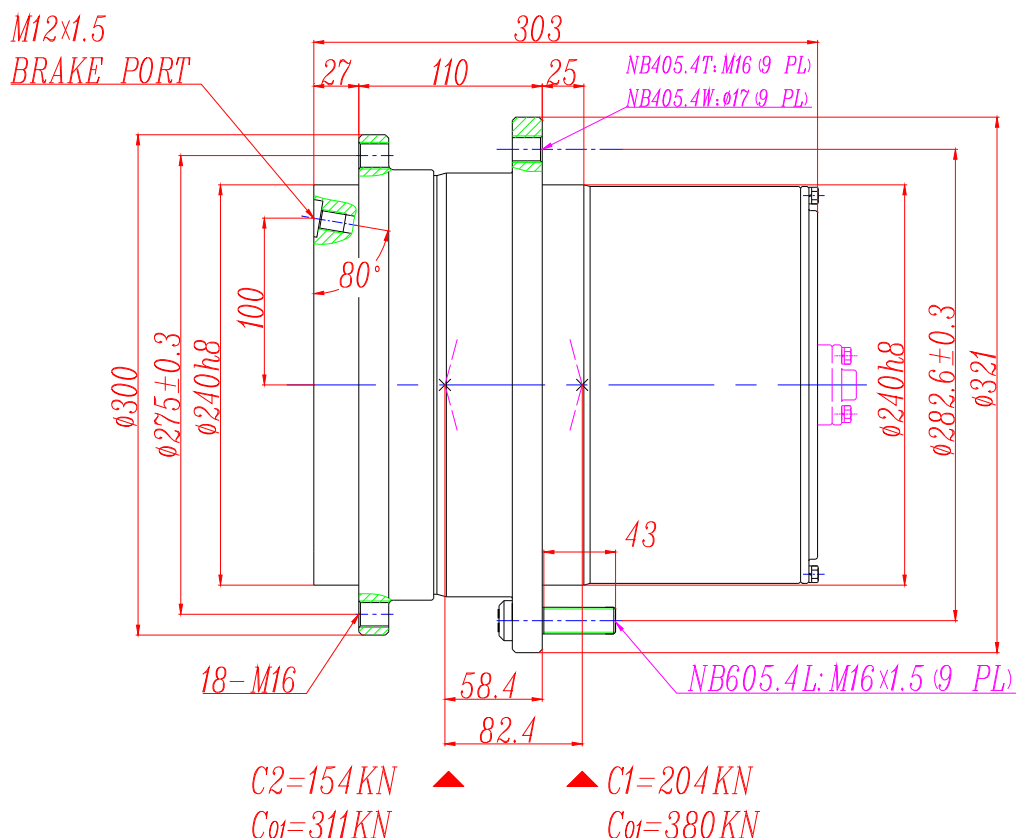 M12x1.5
BRAKE PORT
303
27
110
25
NB405.4T: M16 (9 PL)
NB405.4W: ø17 (9 PL)
80°
100
ø300
ø275±0.3
ø240h8
ø240h8
ø282.6±0.3
ø321
43
18-M16
NB605.4L: M16x1.5 (9 PL)
58.4
82.4
C2=154KN
C1=204KN
C01=311KN
C01=380KN